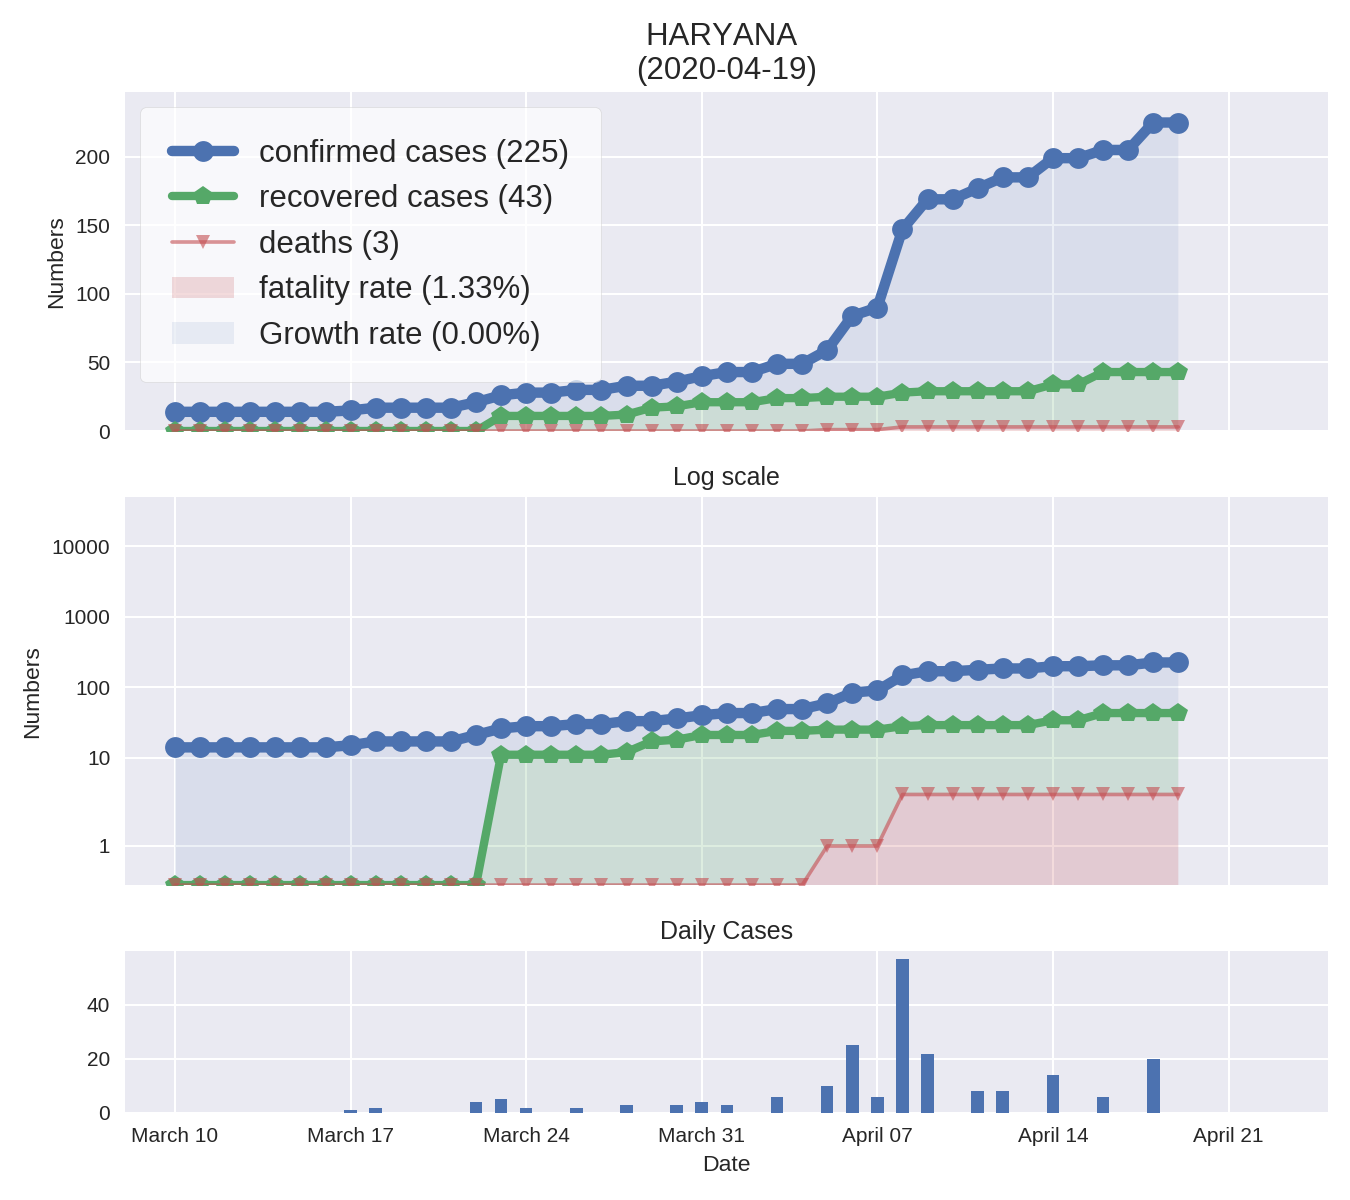 HARYANA
(2020-04-19)
confirmed cases (225)
recovered cases (43)
deaths (3)
fatality rate (1.33%)
Growth rate (0.00%)
Numbers
200
150
100
50
0
Log scale
Numbers
10000
1000
100
10
1
Daily Cases
40
20
0
March 10 March 17 March 24 March 31 April 07 April 14 April 21
Date